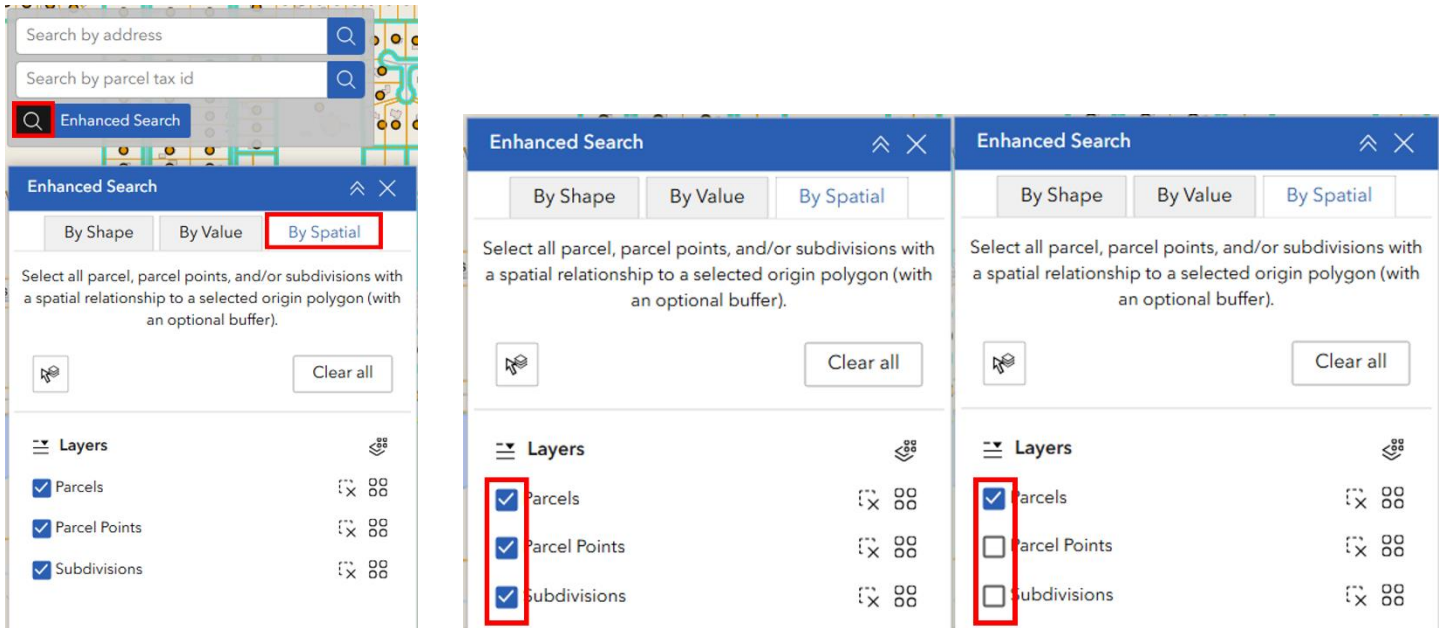 Search by address
Search by parcel tax id
Enhanced Search
Enhanced Search
By Shape By Value By Spatial
Select all parcel, parcel points, and/or subdivisions with
a spatial relationship to a selected origin polygon (with
an optional buffer).
Clear all
Layers
Parcels
Parcel Points
Subdivisions
Enhanced Search
By Shape By Value By Spatial
Select all parcel, parcel points, and/or subdivisions with
a spatial relationship to a selected origin polygon (with
an optional buffer).
Clear all
Layers
Parcels
Parcel Points
Subdivisions
Enhanced Search
By Shape By Value By Spatial
Select all parcel, parcel points, and/or subdivisions with
a spatial relationship to a selected origin polygon (with
an optional buffer).
Clear all
Layers
Parcels
Parcel Points
Subdivisions